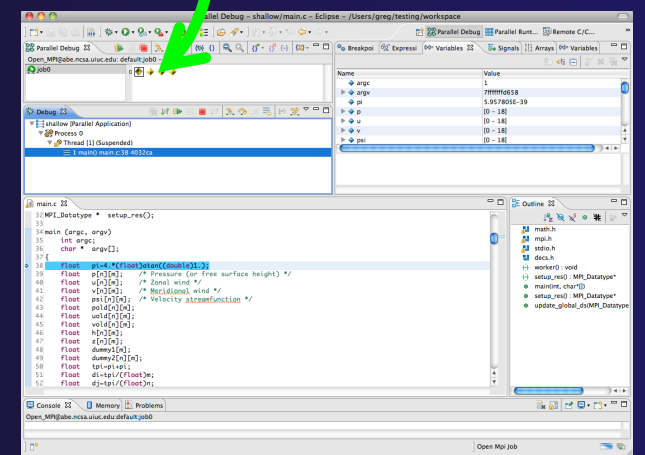 Parallel Debug - shallow/main.c - Eclipse - /Users/greg/testing/workspace
Parallel Debug
Parallel Runt...
Remote C/C...
Parallel Debug
Open_MPI@abe.ncsa.uiuc.edu: default:job0 -
job0
0
Breakpoi
Expressi
Variables
Signals
Arrays
Variables
Name
Value
argc
1
argv
7fffffffd658
pi
5.957805E-39
p
[0 - 18]
u
[0 - 18]
v
[0 - 18]
psi
[0 - 18]
Debug
shallow [Parallel Application]
Process 0
Thread [1] (Suspended)
1 main() main.c:38 4032ca
main.c
32 MPI_Datatype * setup_res();
33
34 main (argc, argv)
35 int argc;
36 char * argv[];
37 {
38 float pi=4.*(float)atan((double)1.);
39 float p[n][m]; /* Pressure (or free surface height) */
40 float u[n][m]; /* Zonal wind */
41 float v[n][m]; /* Meridional wind */
42 float psi[n][m]; /* Velocity streamfunction */
43 float pold[n][m];
44 float uold[n][m];
45 float vold[n][m];
46 float h[n][m];
47 float z[n][m];
48 float dummy1[n][m];
49 float dummy2[n][m];
50 float tpi=pi+pi;
51 float di=tpi/(float)m;
52 float dj=tpi/(float)n;
Outline
math.h
mpi.h
stdio.h
decs.h
worker() : void
setup_res() : MPI_Datatype*
main(int, char*[])
setup_res() : MPI_Datatype*
update_global_ds(MPI_Datatype
Console
Memory
Problems
Open_MPI@abe.ncsa.uiuc.edu:default:job0
Open Mpi Job